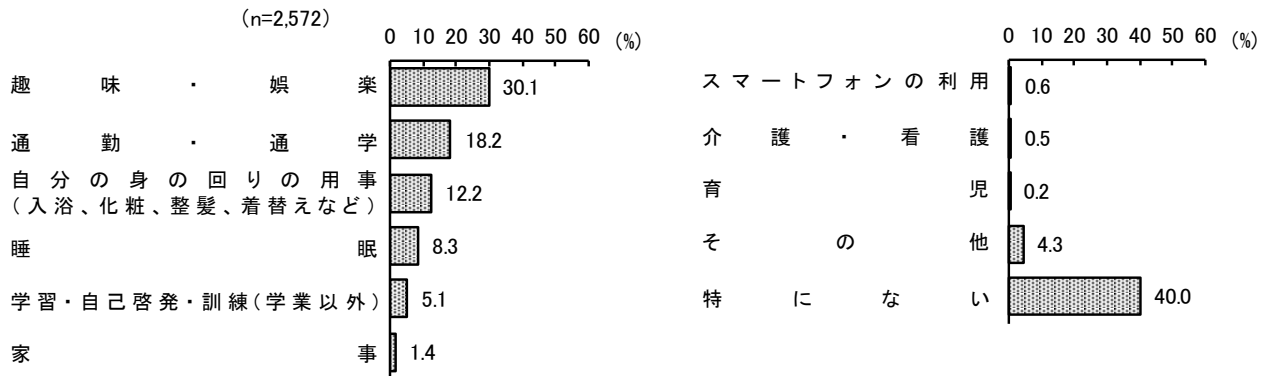 (n=2,572)
0 10 20 30 40 50 60 (%)
趣味・娯楽 30.1
通勤・通学 18.2
自分の身の回りの用事
(入浴、化粧、整髪、着替えなど) 12.2
睡眠 8.3
学習・自己啓発・訓練(学業以外) 5.1
家事 1.4
0 10 20 30 40 50 60 (%)
スマートフォンの利用 0.6
介護・看護 0.5
育児 0.2
その他 4.3
特にない 40.0